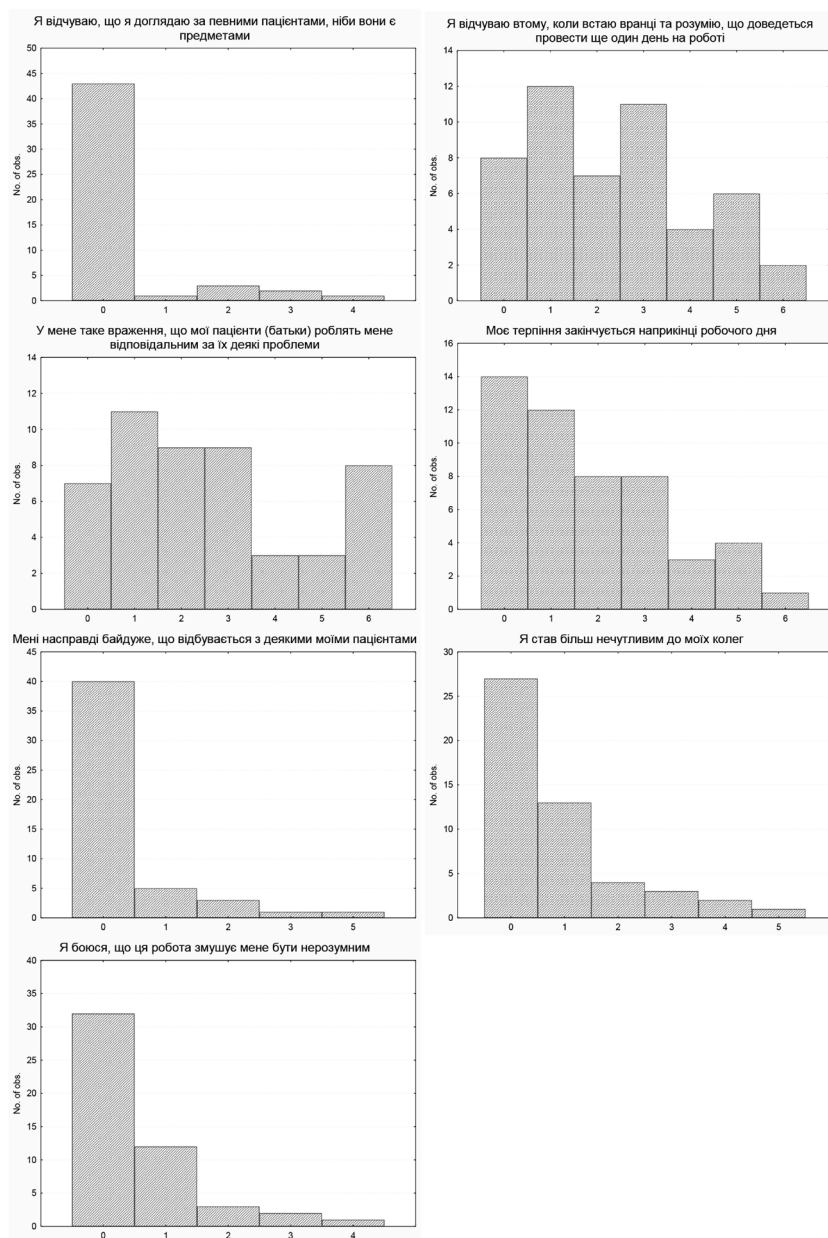 Я відчуваю, що я доглядаю за певними пацієнтами, ніби вони є
предметами
50
45
40
35
30
25
20
15
10
5
0
No. of obs.
0 1 2 3 4
Я відчуваю втому, коли встаю вранці та розумію, що доведеться
провести ще один день на роботі
14
12
10
8
6
4
2
0
No. of obs.
0 1 2 3 4 5 6
У мене таке враження, що мої пацієнти (батьки) роблять мене
відповідальним за їх деякі проблеми
14
12
10
8
6
4
2
0
No. of obs.
0 1 2 3 4 5 6
Моє терпіння закінчується наприкінці робочого дня
16
14
12
10
8
6
4
2
0
No. of obs.
0 1 2 3 4 5 6
Мені насправді байдуже, що відбувається з деякими моїми пацієнтами
45
40
35
30
25
20
15
10
5
0
No. of obs.
0 1 2 3 5
Я став більш нечутливим до моїх колег
30
25
20
15
10
5
0
No. of obs.
0 1 2 3 4 5
Я боюся, що ця робота змушує мене бути нерозумним
40
35
30
25
20
15
10
5
0
No. of obs.
0 1 2 3 4